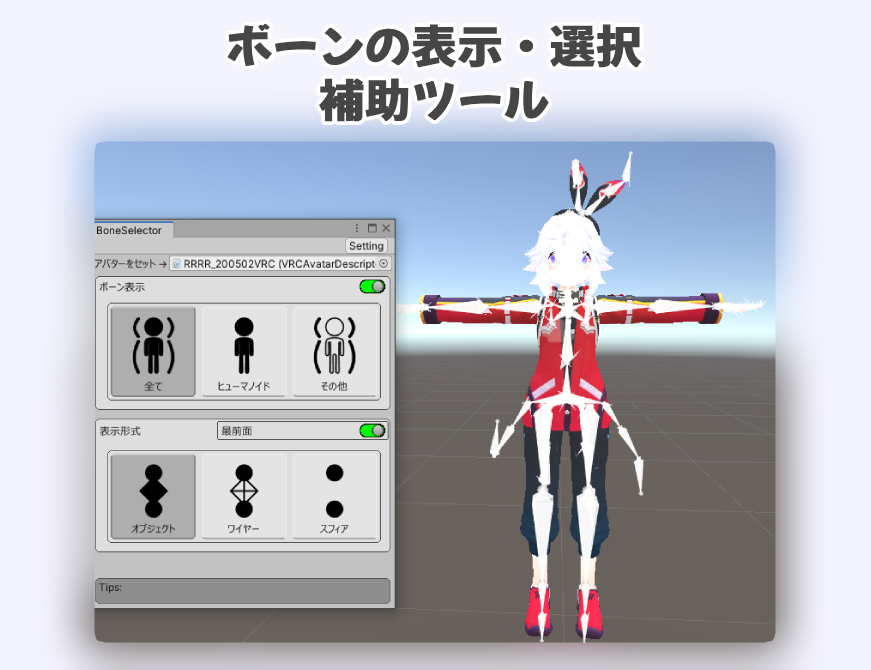 ボーンの表示・選択
補助ツール
BoneSelector
Setting
アバターをセット→ RRRR_200502VRC (VRCAvatarDescript
ボーン表示
全て ヒューマノイド その他
表示形式 最前面
オブジェクト ワイヤー スフィア
Tips: